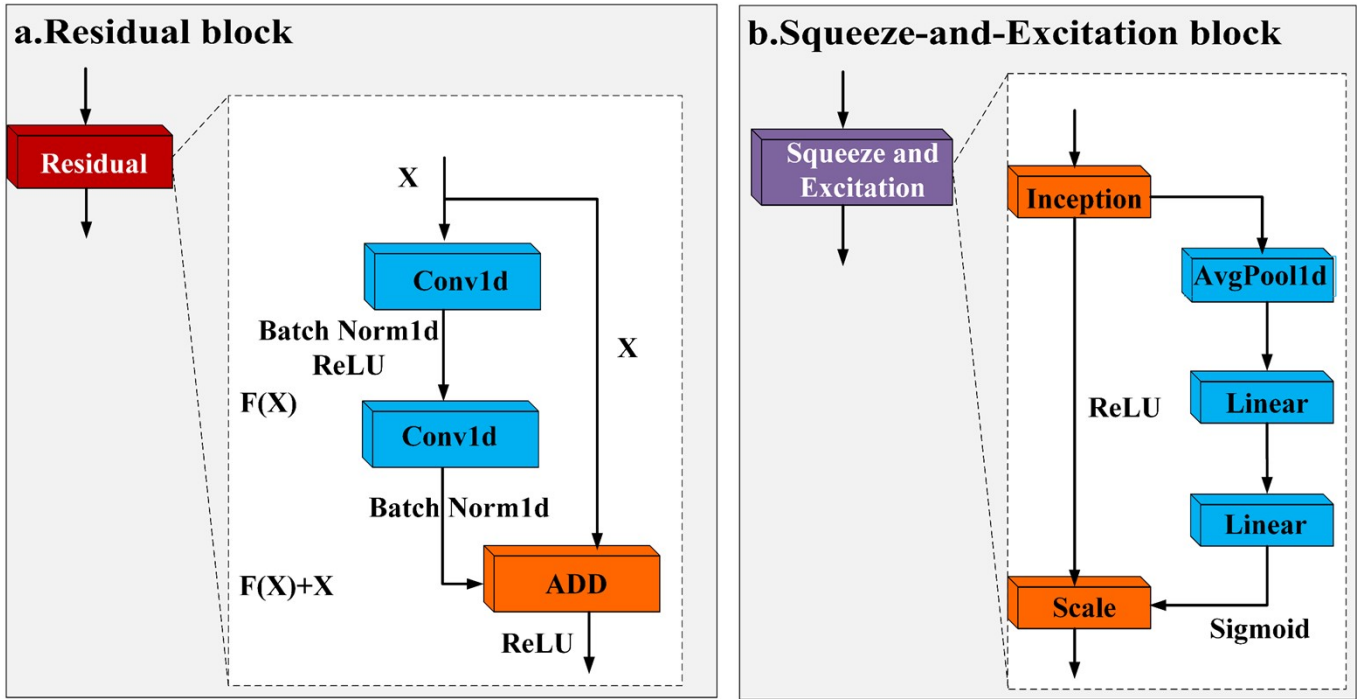 a.Residual block
Residual
X
Conv1d
Batch Norm1d
ReLU
X
F(X)
Conv1d
Batch Norm1d
F(X)+X
ADD
ReLU
b.Squeeze-and-Excitation block
Squeeze and
Excitation
Inception
AvgPool1d
ReLU
Linear
Linear
Scale
Sigmoid